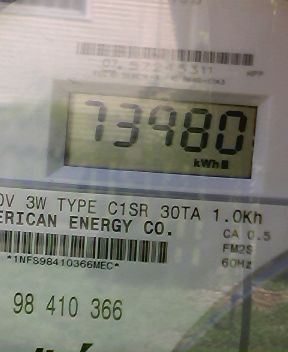 73980
kWh
0V 3W TYPE C1SR 30TA 1.0Kh
ERICAN ENERGY CO.
CA 0.5
FM2S
60Hz
*1NFS98410366MEC*
98 410 366